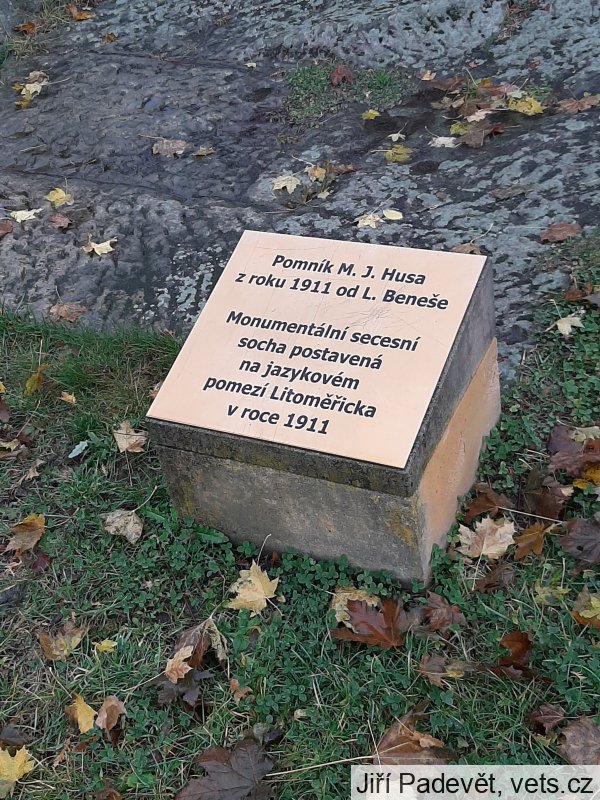 Pomník M. J. Husa
z roku 1911 od L. Beneše
Monumentální secesní
socha postavená
na jazykovém
pomezí Litoměřicka
v roce 1911
Jiří Padevět, vets.cz